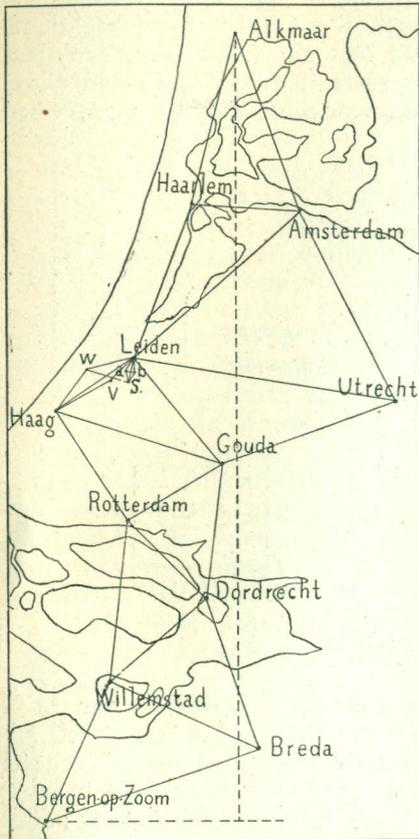 Alkmaar
Haarlem
Amsterdam
Leiden
W
a b
V S.
Utrecht
Haag
Gouda
Rotterdam
Dordrecht
Willemstad
Breda
Bergen-op-Zoom